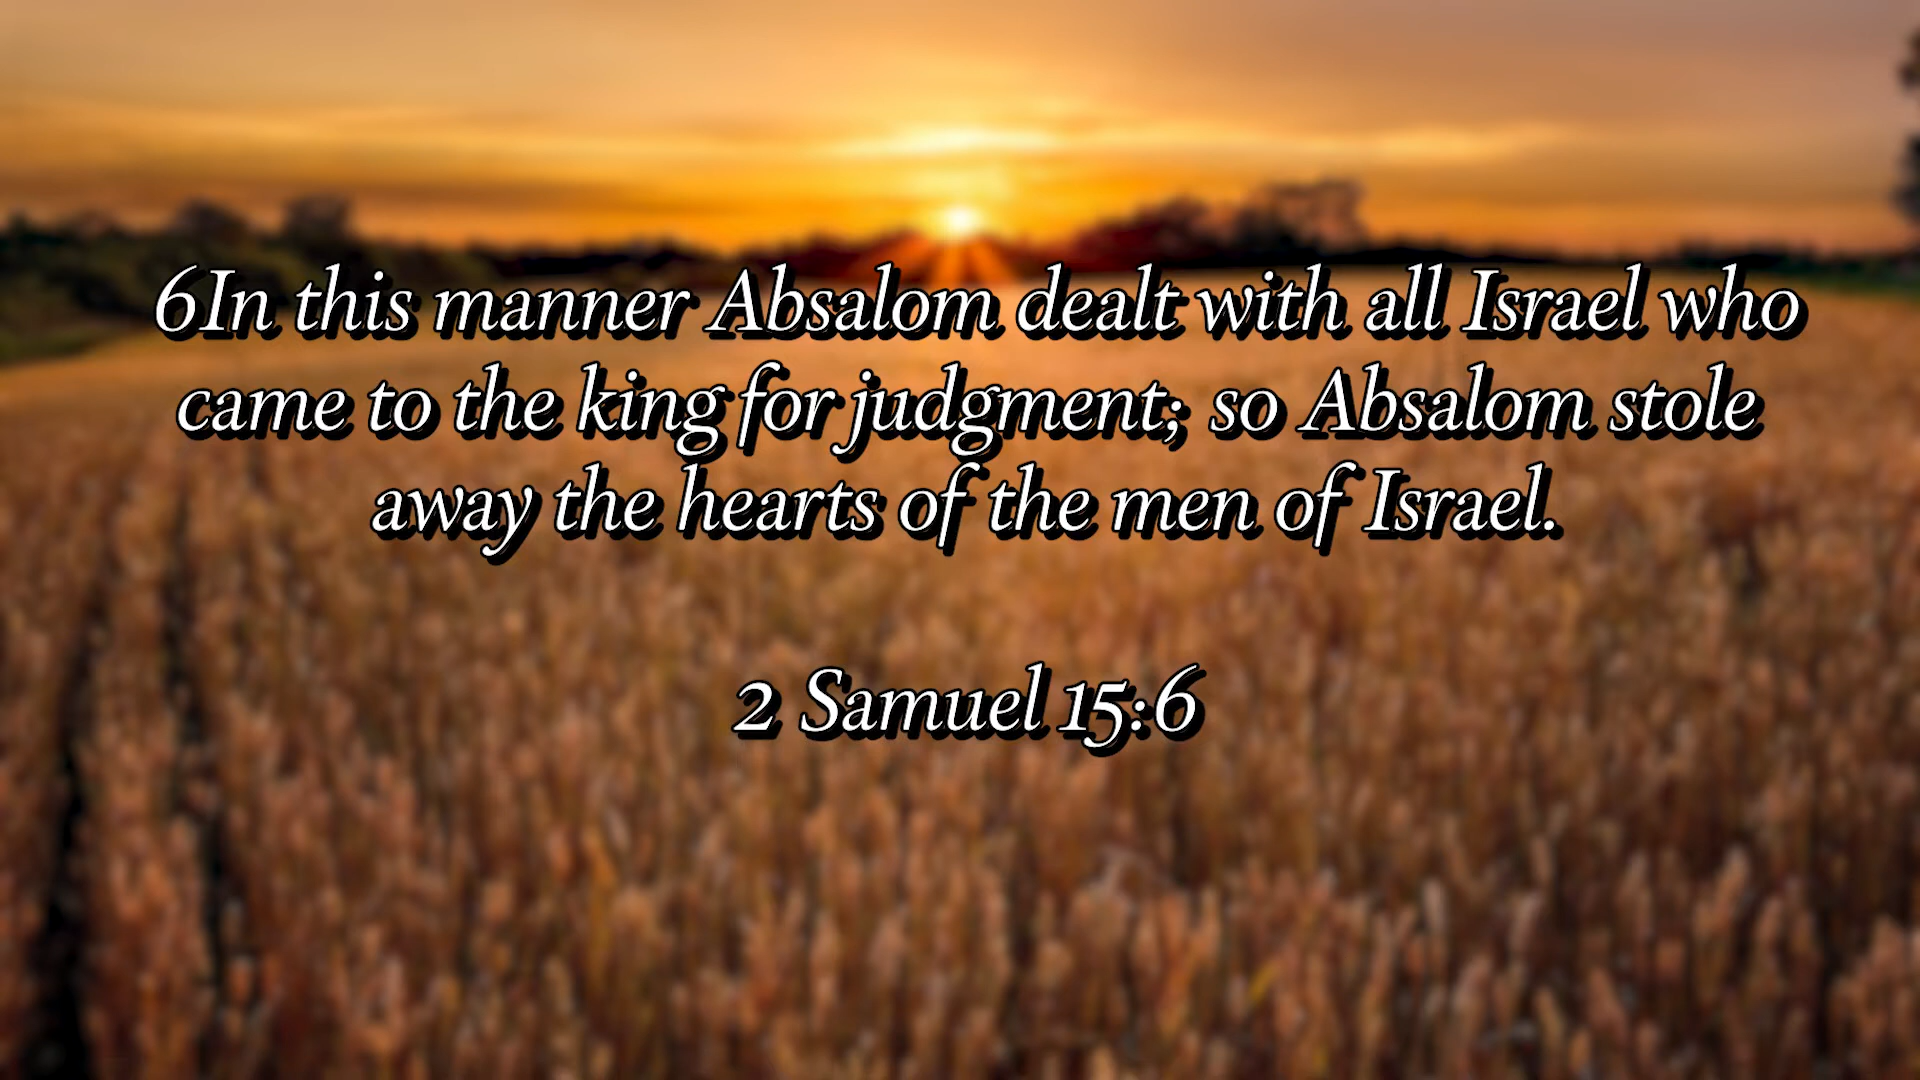 6In this manner Absalom dealt with all Israel who
came to the king for judgment; so Absalom stole
away the hearts of the men of Israel.
2 Samuel 15:6